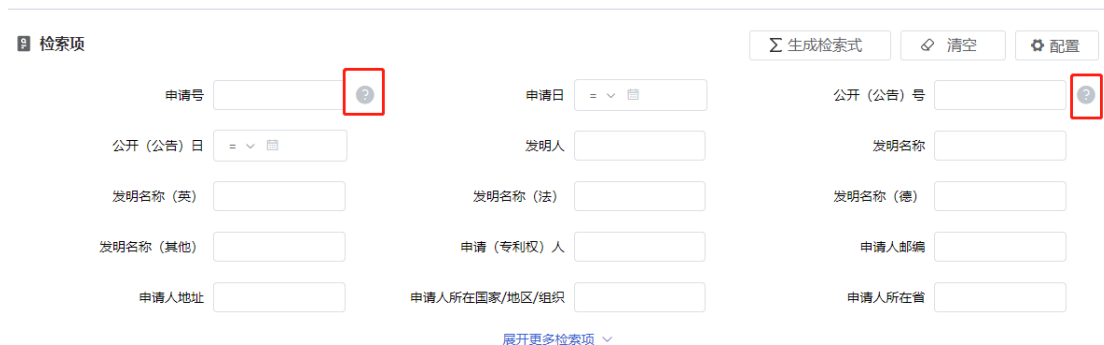 检索项 生成检索式 清空 配置
申请号 ? 申请日 = 公开（公告）号 ?
公开（公告）日 = 发明人 发明名称
发明名称（英） 发明名称（法） 发明名称（德）
发明名称（其他） 申请（专利权）人 申请人邮编
申请人地址 申请人所在国家/地区/组织 申请人所在省
展开更多检索项